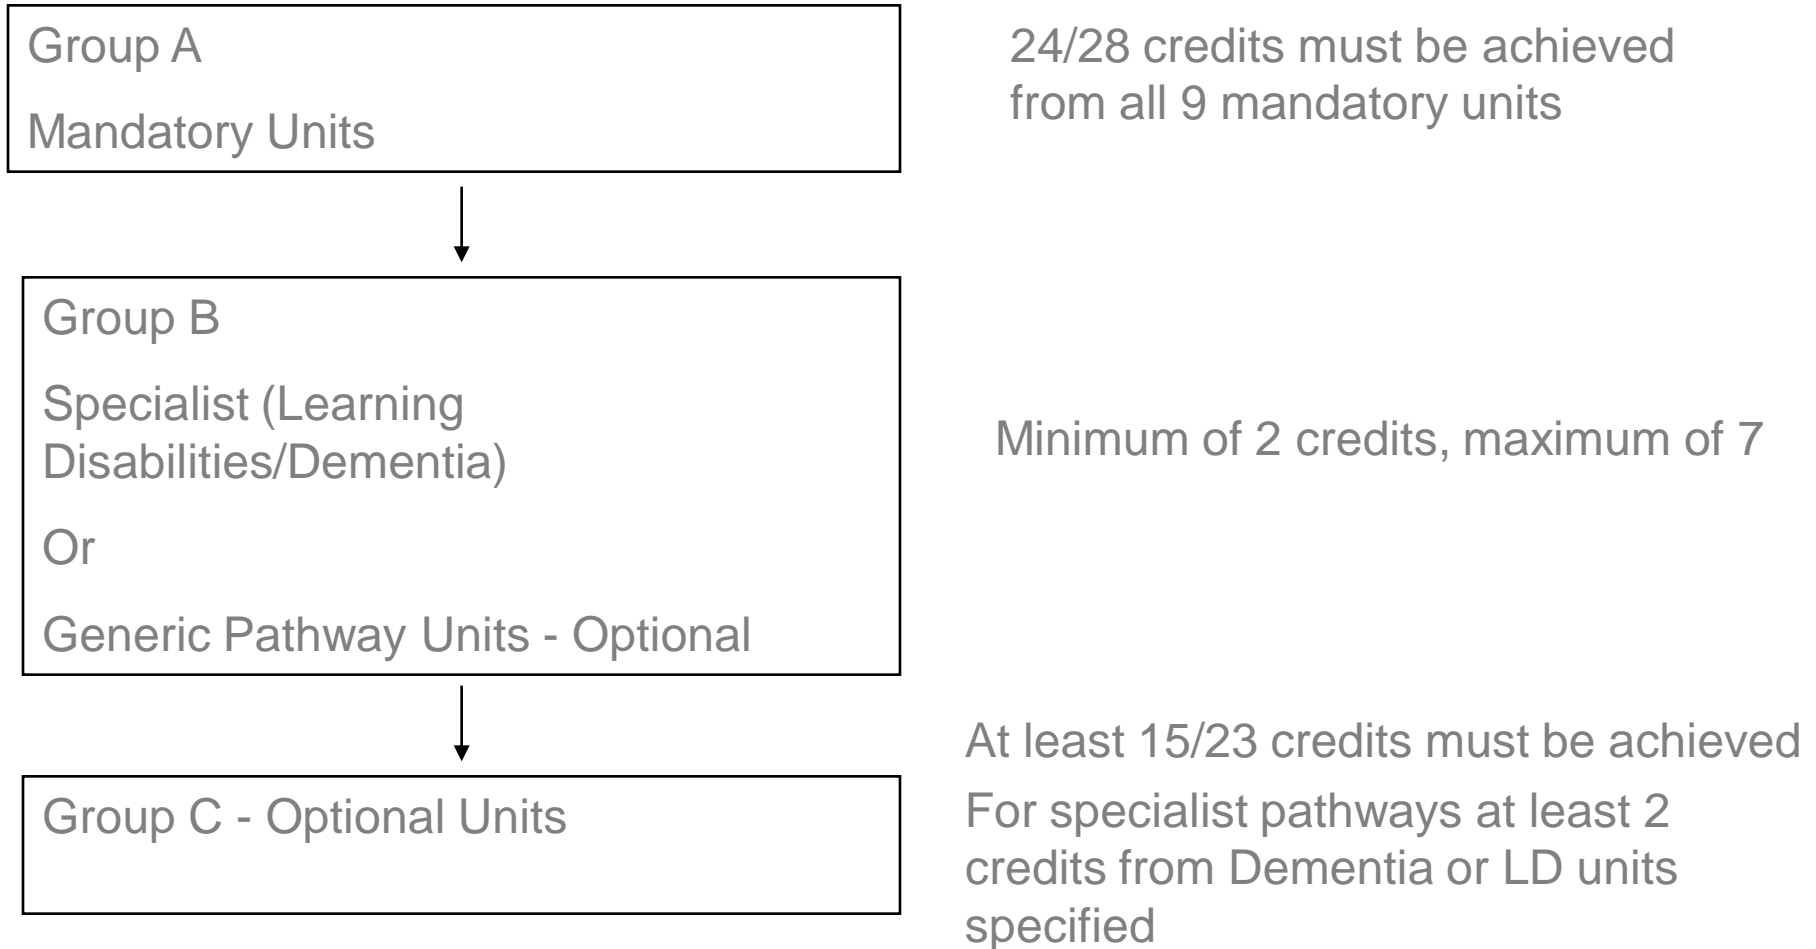 Group A
Mandatory Units
24/28 credits must be achieved
from all 9 mandatory units
Group B
Specialist (Learning
Disabilities/Dementia)
Or
Generic Pathway Units - Optional
Minimum of 2 credits, maximum of 7
Group C - Optional Units
At least 15/23 credits must be achieved
For specialist pathways at least 2
credits from Dementia or LD units
specified